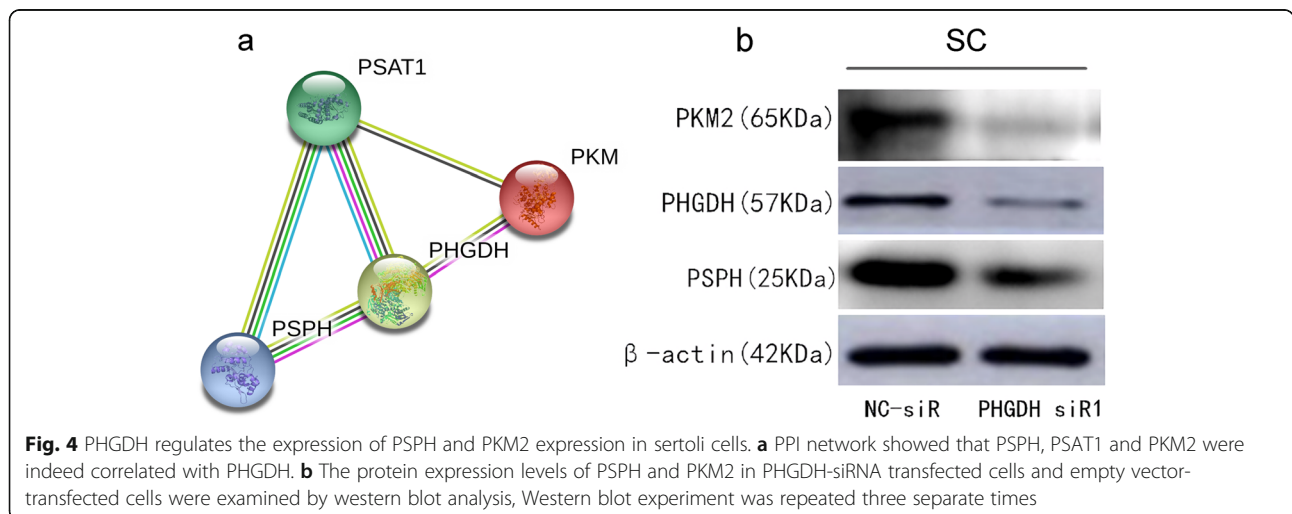 a
b
SC
PSAT1
PKM
PHGDH
PSPH
PKM2(65KDa)
PHGDH(57KDa)
PSPH(25KDa)
β-actin(42KDa)
NC-siR PHGDH siR1
Fig. 4 PHGDH regulates the expression of PSPH and PKM2 expression in sertoli cells. a PPI network showed that PSPH, PSAT1 and PKM2 were
indeed correlated with PHGDH. b The protein expression levels of PSPH and PKM2 in PHGDH-siRNA transfected cells and empty vector-
transfected cells were examined by western blot analysis, Western blot experiment was repeated three separate times